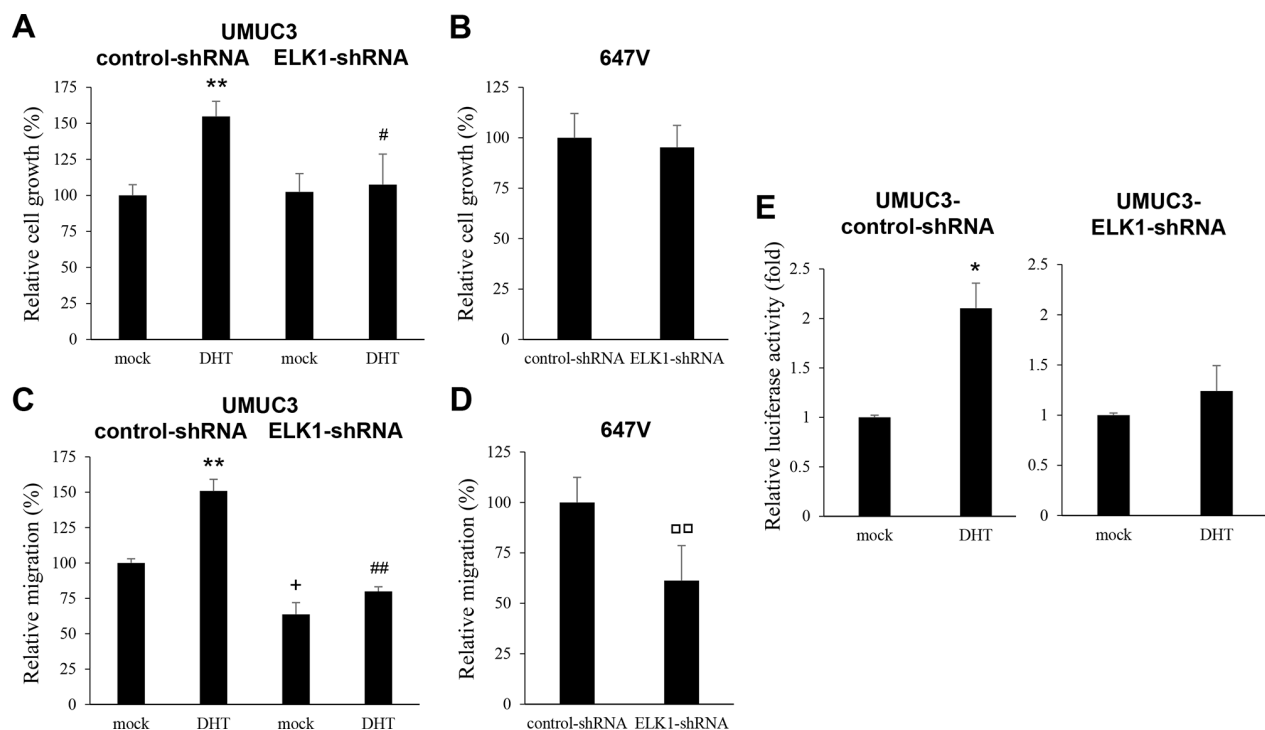 A
UMUC3
control-shRNA ELK1-shRNA
Relative cell growth (%)
175
150
125
100
75
50
25
0
**
#
mock DHT mock DHT
B
647V
Relative cell growth (%)
125
100
75
50
25
0
control-shRNA ELK1-shRNA
C
UMUC3
control-shRNA ELK1-shRNA
Relative migration (%)
175
150
125
100
75
50
25
0
**
+
##
mock DHT mock DHT
D
647V
Relative migration (%)
125
100
75
50
25
0
¤¤
control-shRNA ELK1-shRNA
E
UMUC3-
control-shRNA
Relative luciferase activity (fold)
2.5
2
1.5
1
0.5
0
*
mock DHT
UMUC3-
ELK1-shRNA
2.5
2
1.5
1
0.5
0
mock DHT